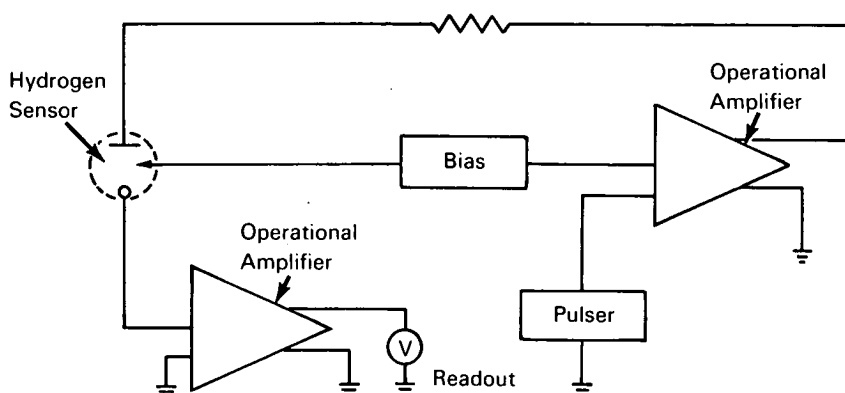 Hydrogen
Sensor
Operational
Amplifier
Bias
Operational
Amplifier
Pulser
V
Readout